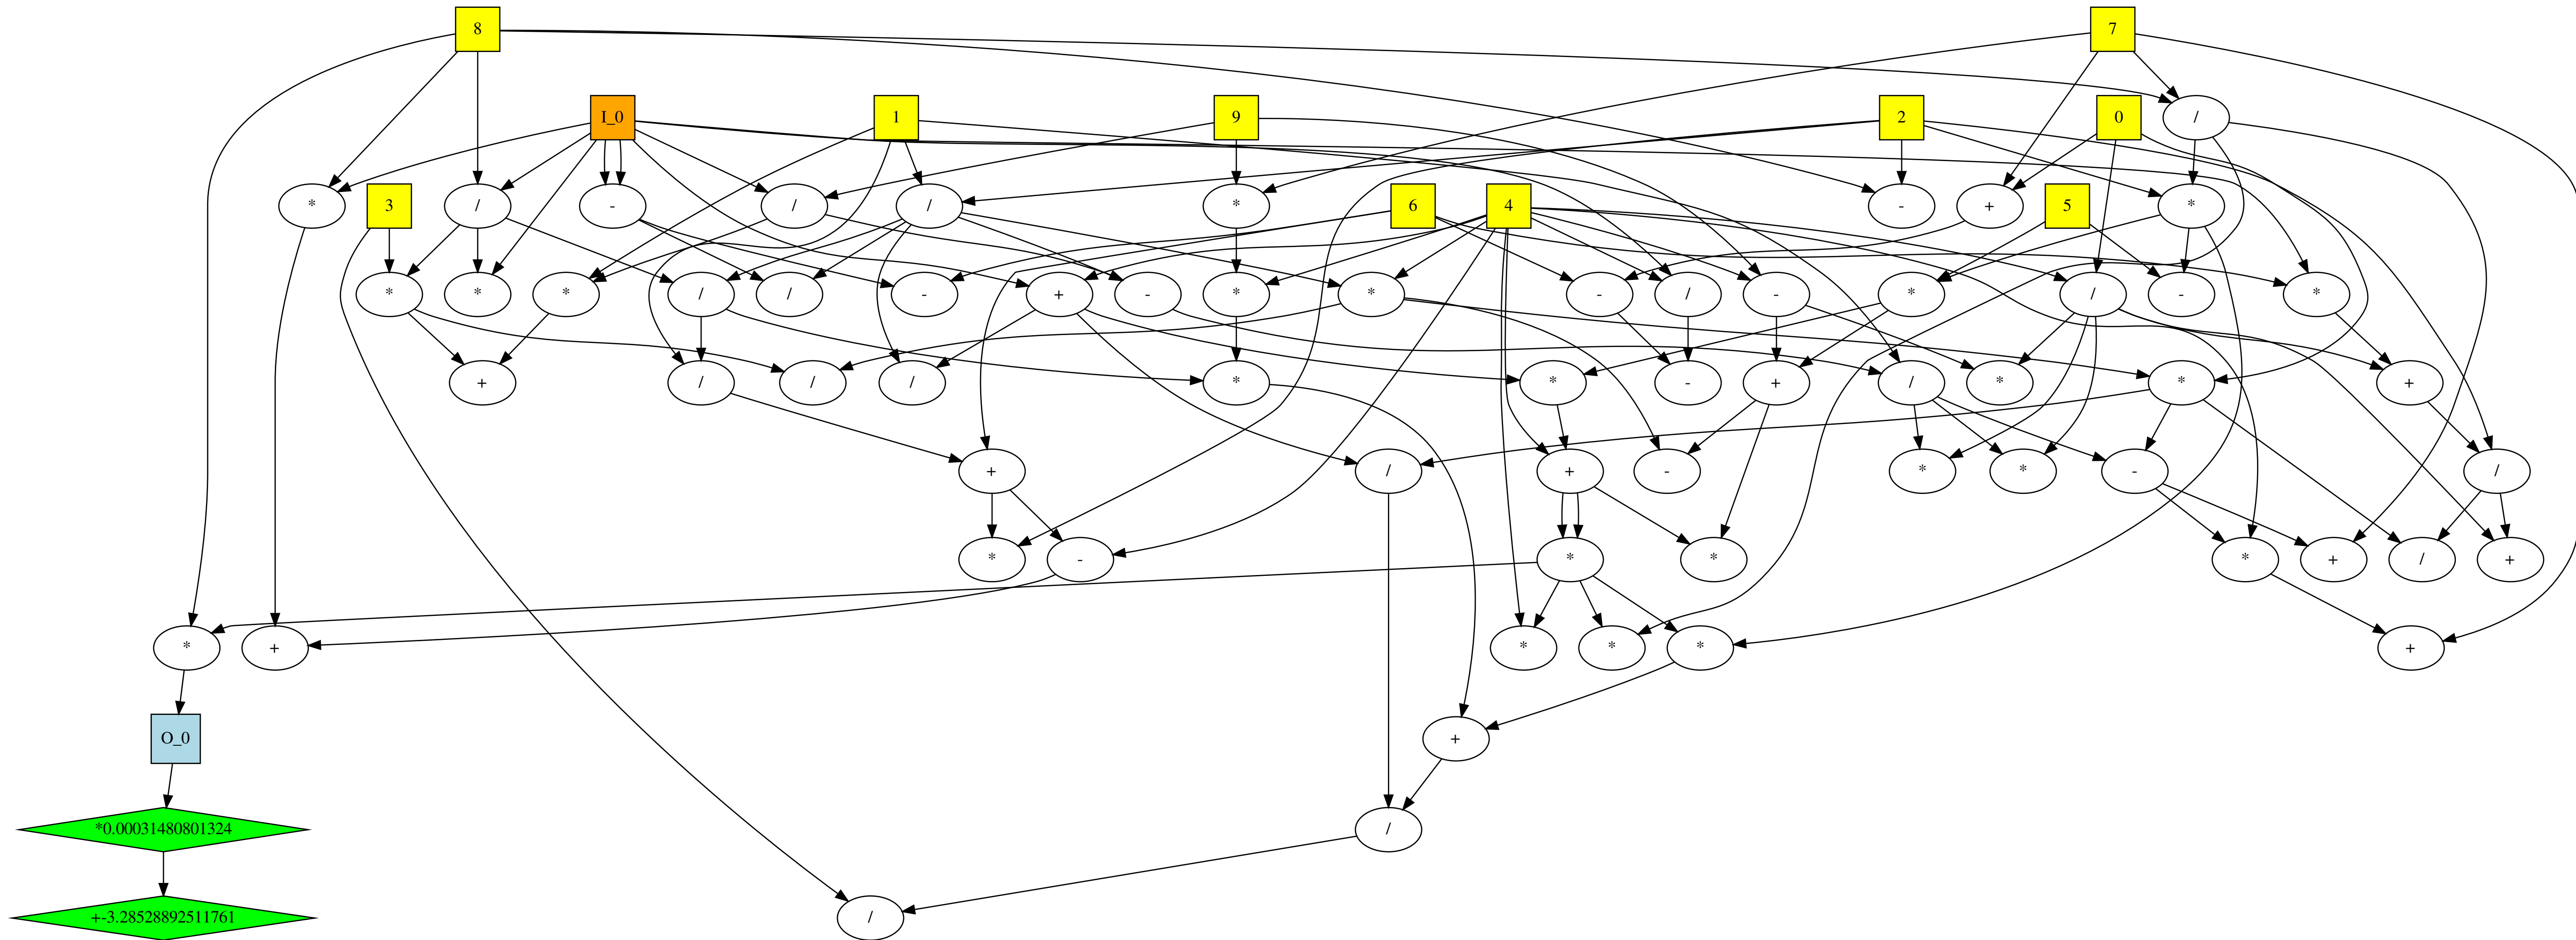 8 7
I_0 1 9 2 0 /
* 3 / - / / * 6 4 - + 5 *
* * * / / - + - * * - / - * / - *
+ / / / * * - + / * * +
+ / + - * * - /
* - * * * + / +
* + * * * +
O_0 +
*0.00031480801324 /
+-3.28528892511761 /